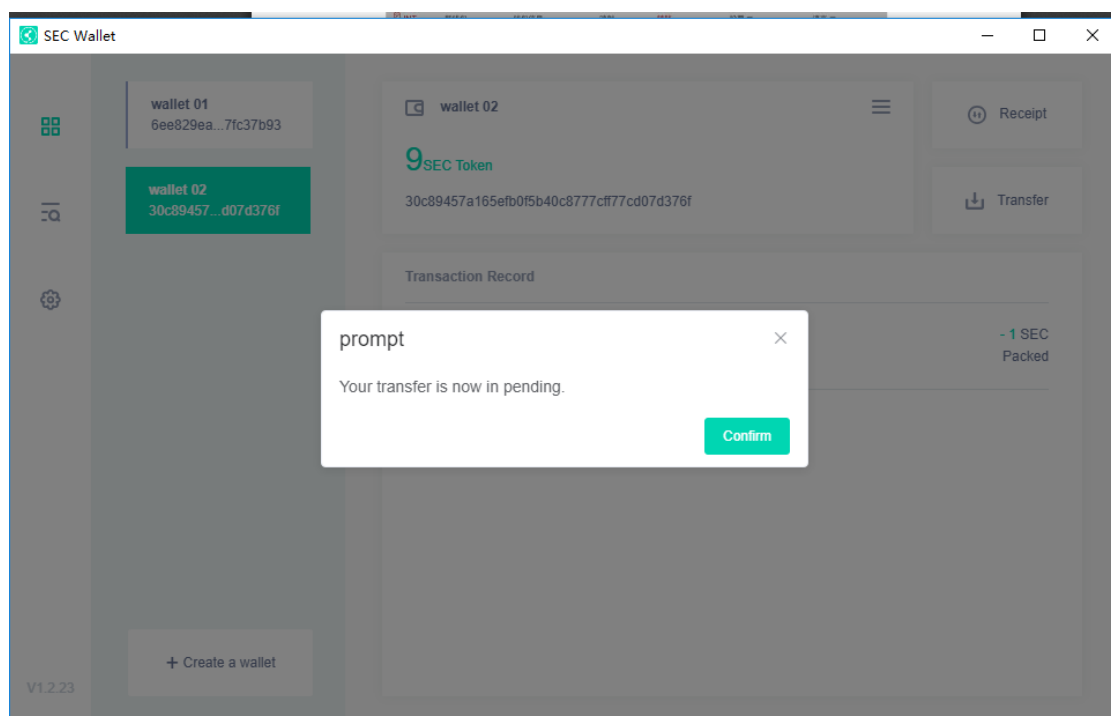 SEC Wallet
wallet 01
6ee829ea...7fc37b93
wallet 02
30c89457...d07d376f
wallet 02
9SEC Token
30c89457a165efb0f5b40c8777cff77cd07d376f
Receipt
Transfer
Transaction Record
- 1 SEC
Packed
prompt
Your transfer is now in pending.
Confirm
+ Create a wallet
V1.2.23